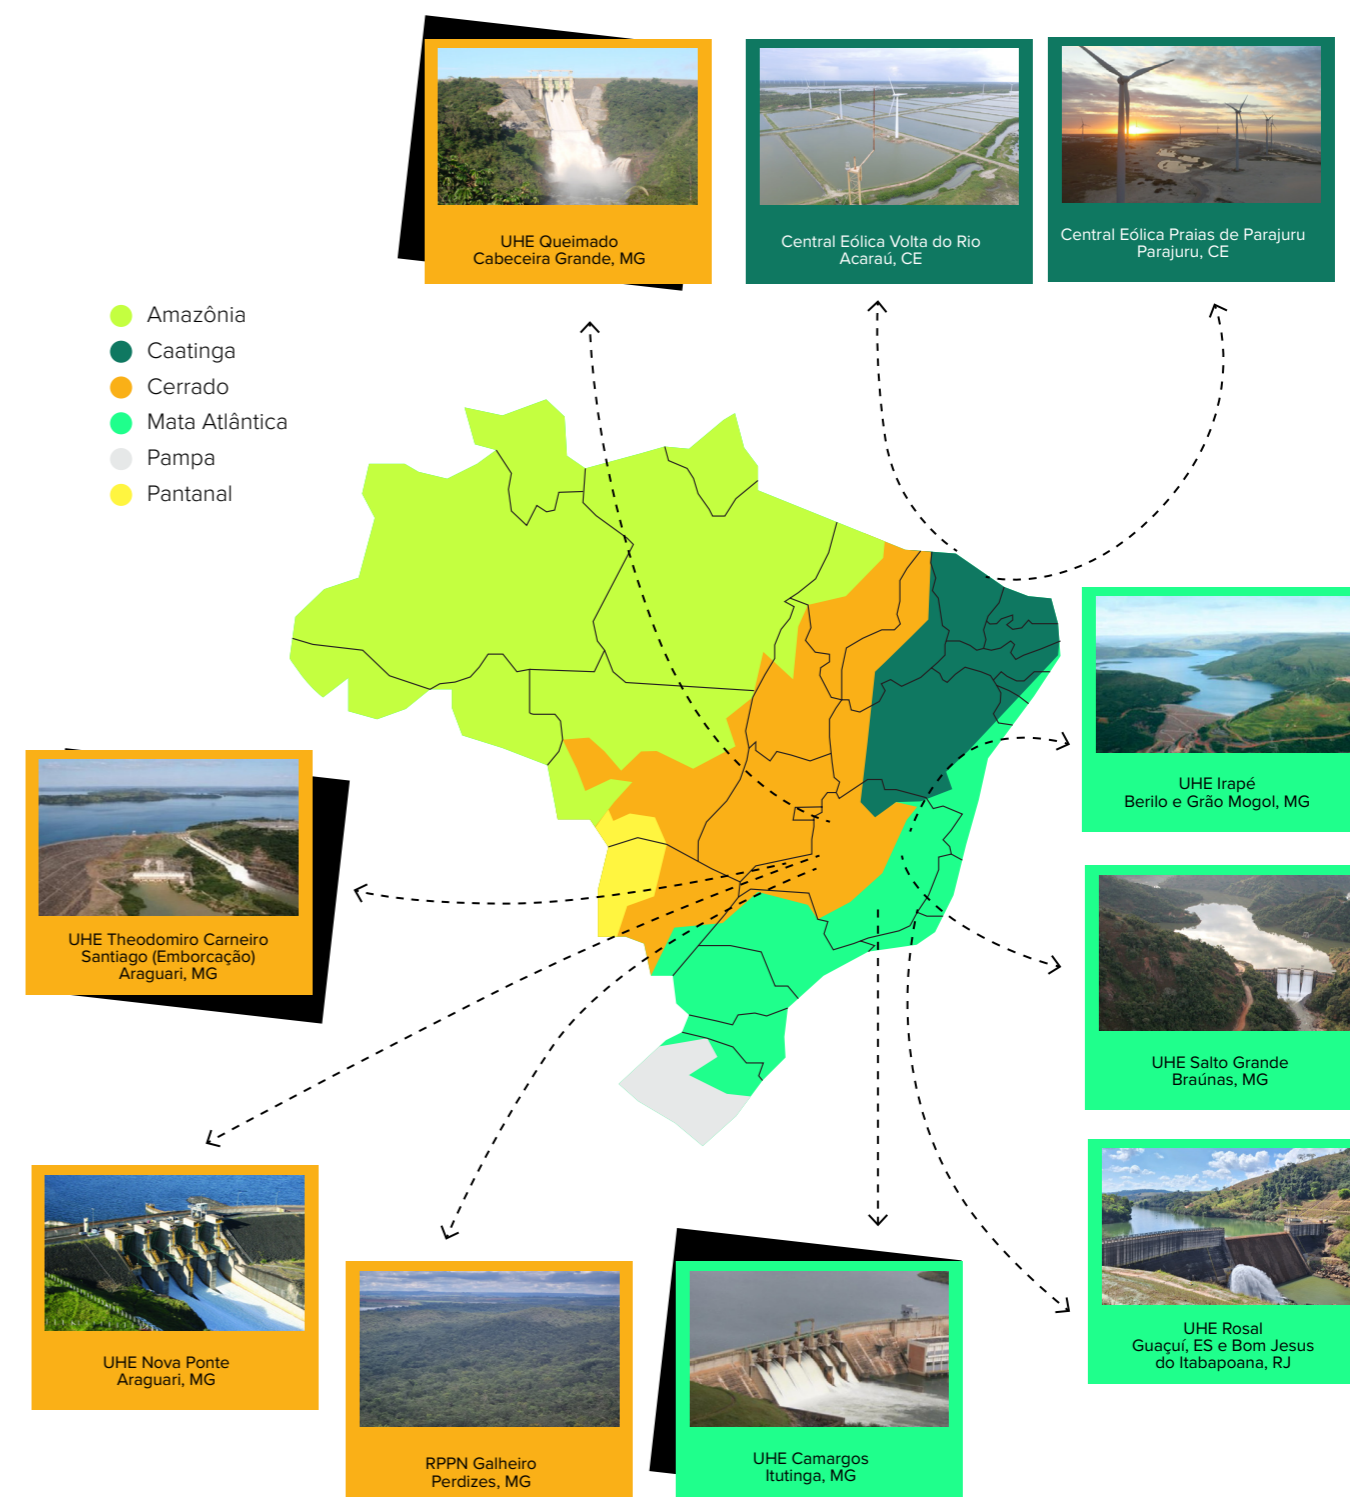 UHE Queimado
Cabeceira Grande, MG
Central Eólica Volta do Rio
Acaraú, CE
Central Eólica Praias de Parajuru
Parajuru, CE
Amazônia
Caatinga
Cerrado
Mata Atlântica
Pampa
Pantanal
UHE Irapé
Berilo e Grão Mogol, MG
UHE Theodomiro Carneiro
Santiago (Emborcação)
Araguari, MG
UHE Salto Grande
Braúnas, MG
UHE Rosal
Guaçuí, ES e Bom Jesus
do Itabapoana, RJ
UHE Nova Ponte
Araguari, MG
RPPN Galheiro
Perdizes, MG
UHE Camargos
Itutinga, MG